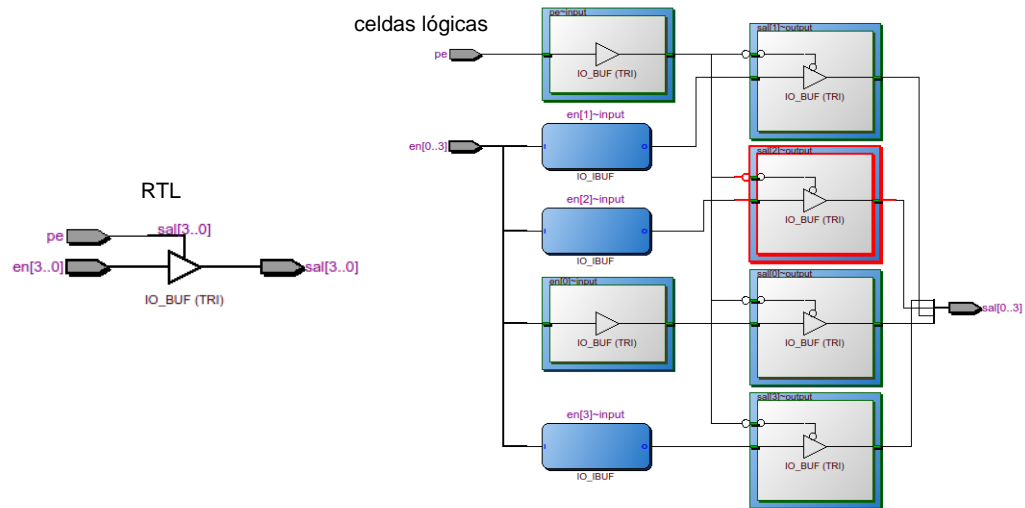 celdas lógicas
pe
pe~input
IO_BUF (TRI)
sal[1]~output
IO_BUF (TRI)
en[0..3]
en[1]~input
IO_IBUF
sal[2]~output
IO_BUF (TRI)
en[2]~input
IO_IBUF
RTL
pe
sal[3..0]
en[3..0]
sal[3..0]
IO_BUF (TRI)
en[0]~input
IO_BUF (TRI)
sal[0]~output
IO_BUF (TRI)
sal[0..3]
en[3]~input
IO_IBUF
sal[3]~output
IO_BUF (TRI)